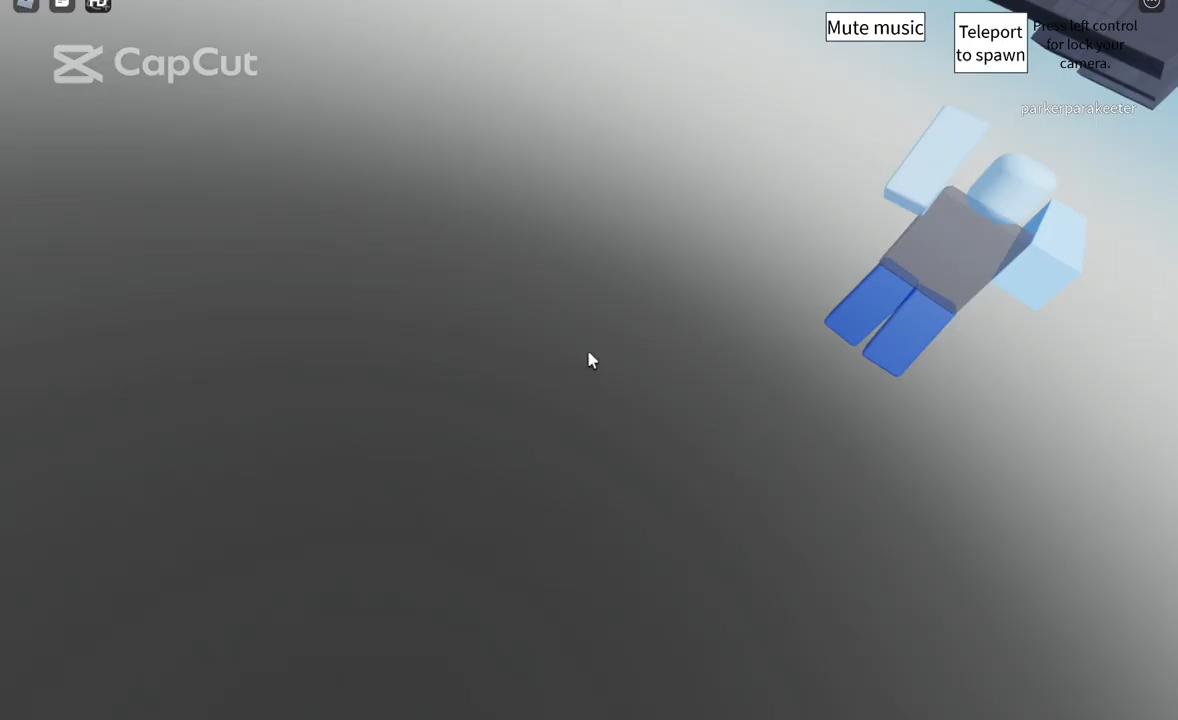 CapCut
Mute music
Teleport
to spawn
Press left control
for lock your
camera.
parkerparakeeter